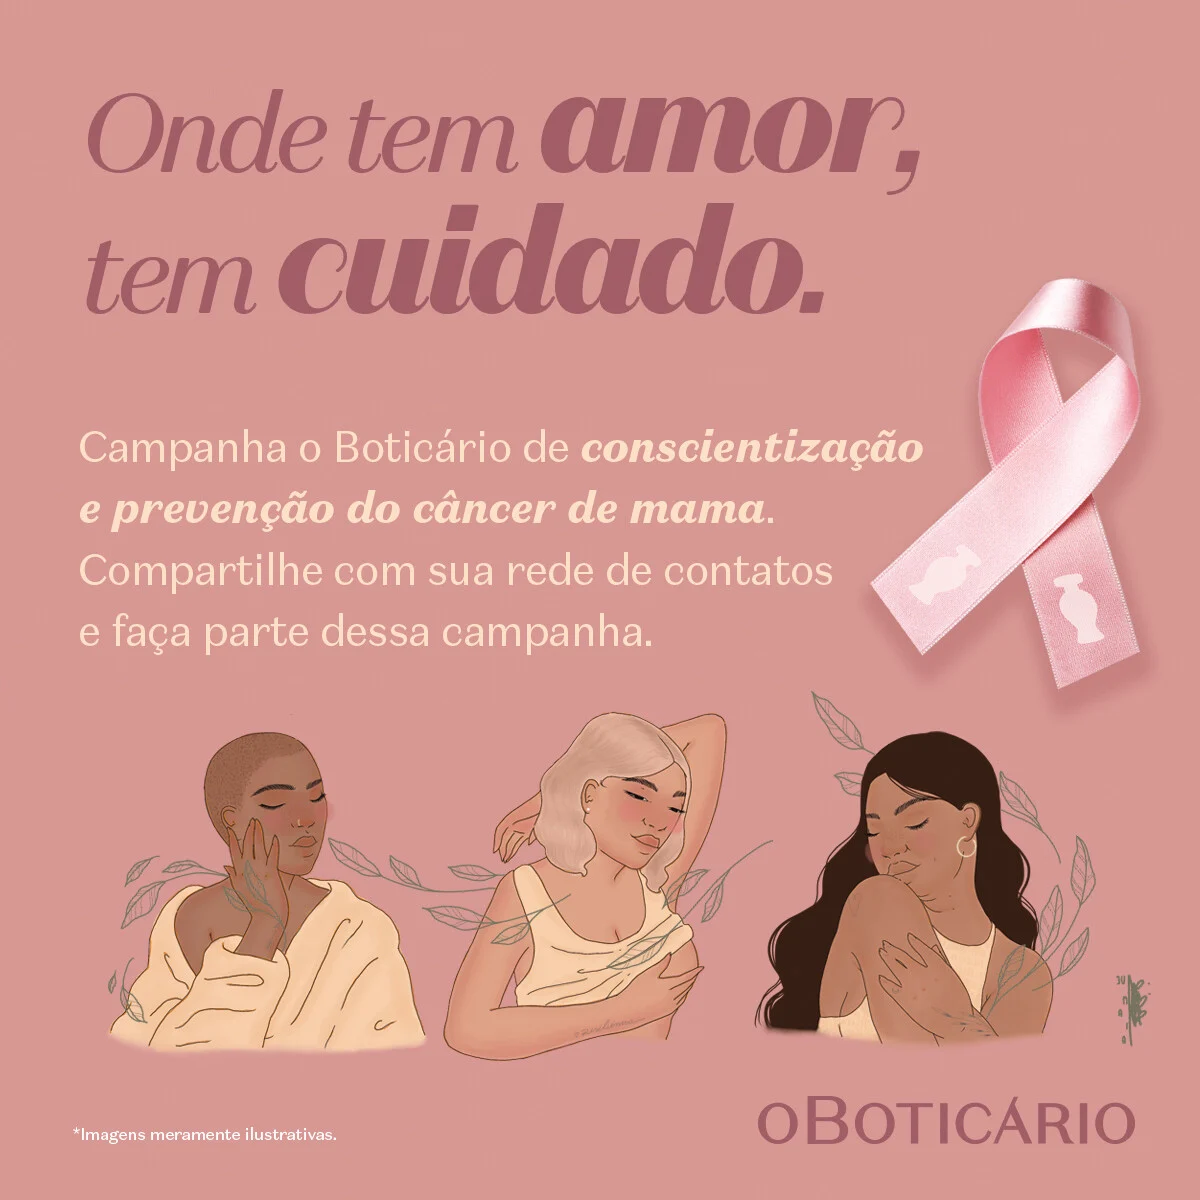 Onde tem amor,
tem cuidado.
Campanha o Boticário de conscientização
e prevenção do câncer de mama.
Compartilhe com sua rede de contatos
e faça parte dessa campanha.
*Imagens meramente ilustrativas.
oBoticário